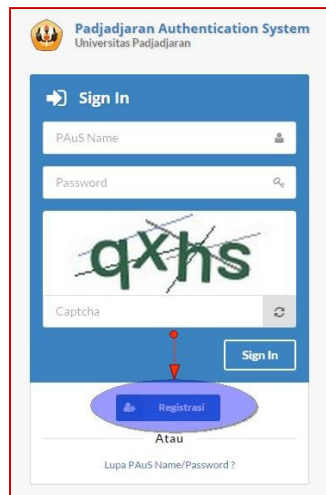 Padjadjaran Authentication System
Universitas Padjadjaran
Sign In
PAuS Name
Password
qxhs
Captcha
Sign In
Registrasi
Atau
Lupa PAuS Name/Password ?